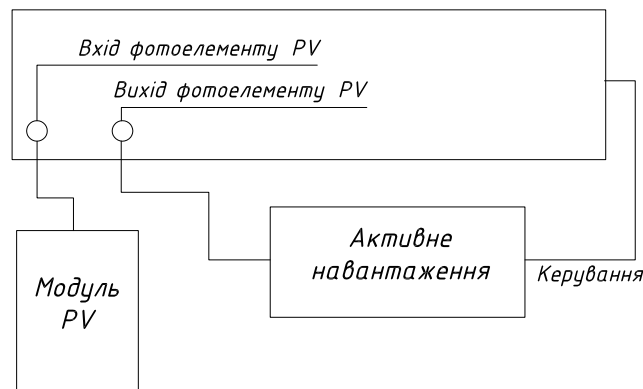 Вхід фотоелементу PV
Вихід фотоелементу PV
Активне
навантаження
Керування
Модуль
PV